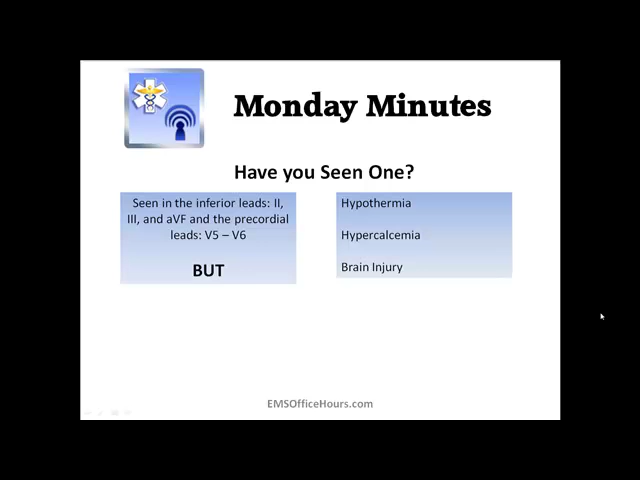 Monday Minutes
Have you Seen One?
Seen in the inferior leads: II,
III, and aVF and the precordial
leads: V5 – V6
BUT
Hypothermia
Hypercalcemia
Brain Injury
EMSOfficeHours.com